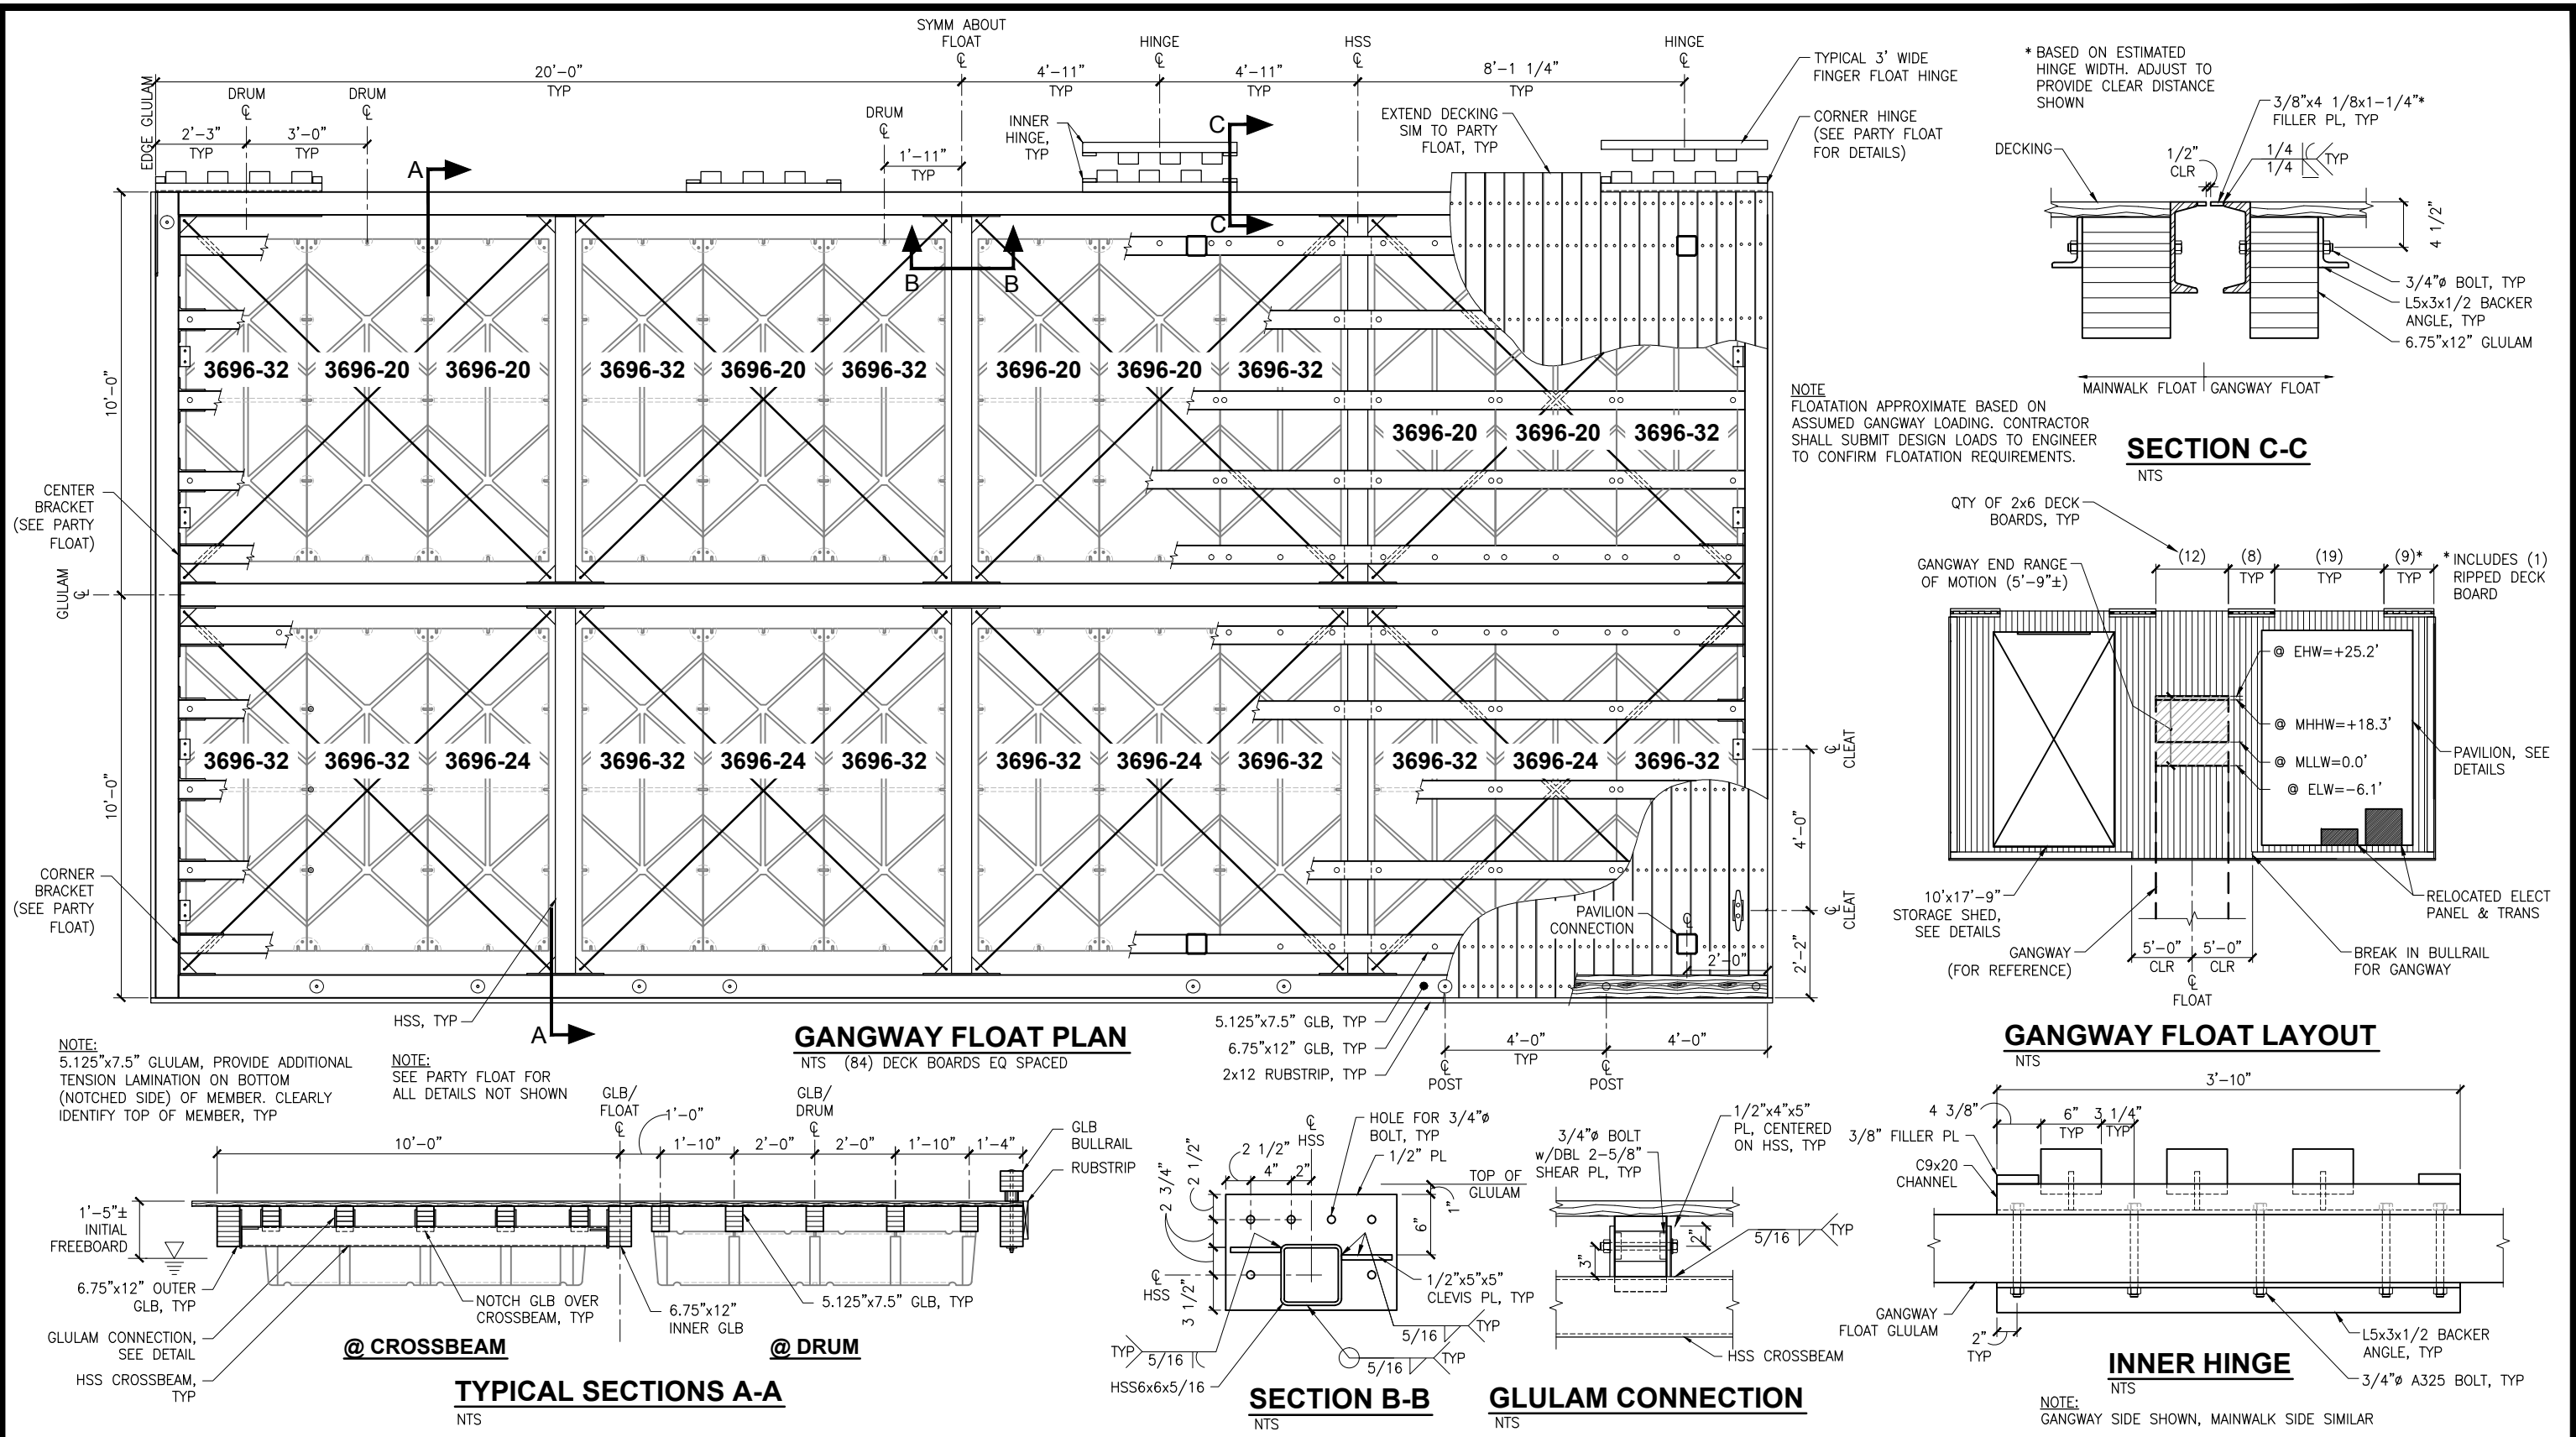 SYMM ABOUT
FLOAT
℄
HINGE
℄
HSS
℄
HINGE
℄
20'-0"
TYP
4'-11"
TYP
4'-11"
TYP
8'-1 1/4"
TYP
EDGE GLULAM
DRUM
℄
DRUM
℄
2'-3"
TYP
3'-0"
TYP
DRUM
℄
1'-11"
TYP
INNER
HINGE,
TYP
EXTEND DECKING
SIM TO PARTY
FLOAT, TYP
TYPICAL 3' WIDE
FINGER FLOAT HINGE
CORNER HINGE
(SEE PARTY FLOAT
FOR DETAILS)
A
C
C
B
B
10'-0"
GLULAM ℄
10'-0"
CENTER
BRACKET
(SEE PARTY
FLOAT)
CORNER
BRACKET
(SEE PARTY
FLOAT)
3696-32 3696-20 3696-20 3696-32 3696-20 3696-32 3696-20 3696-20 3696-32
3696-20 3696-20 3696-32
3696-32 3696-32 3696-24 3696-32 3696-24 3696-32 3696-32 3696-24 3696-32 3696-32 3696-24 3696-32
℄ CLEAT
4'-0"
℄ CLEAT
2'-2"
PAVILION
CONNECTION
℄
2'-0"
HSS, TYP
A
5.125"x7.5" GLB, TYP
6.75"x12" GLB, TYP
2x12 RUBSTRIP, TYP
4'-0"
TYP
4'-0"
℄
POST
℄
POST
GANGWAY FLOAT PLAN
NTS (84) DECK BOARDS EQ SPACED
NOTE:
5.125"x7.5" GLULAM, PROVIDE ADDITIONAL
TENSION LAMINATION ON BOTTOM
(NOTCHED SIDE) OF MEMBER. CLEARLY
IDENTIFY TOP OF MEMBER, TYP
NOTE:
SEE PARTY FLOAT FOR
ALL DETAILS NOT SHOWN
* BASED ON ESTIMATED
HINGE WIDTH. ADJUST TO
PROVIDE CLEAR DISTANCE
SHOWN
3/8"x4 1/8x1-1/4"*
FILLER PL, TYP
DECKING
1/2"
CLR
1/4
1/4
TYP
4 1/2"
3/4"ø BOLT, TYP
L5x3x1/2 BACKER
ANGLE, TYP
6.75"x12" GLULAM
MAINWALK FLOAT
GANGWAY FLOAT
SECTION C-C
NTS
NOTE
FLOATATION APPROXIMATE BASED ON
ASSUMED GANGWAY LOADING. CONTRACTOR
SHALL SUBMIT DESIGN LOADS TO ENGINEER
TO CONFIRM FLOATATION REQUIREMENTS.
QTY OF 2x6 DECK
BOARDS, TYP
GANGWAY END RANGE
OF MOTION (5'-9"±)
(12)
(8)
TYP
(19)
TYP
(9)*
TYP
* INCLUDES (1)
RIPPED DECK
BOARD
@ EHW=+25.2'
@ MHHW=+18.3'
@ MLLW=0.0'
@ ELW=-6.1'
PAVILION, SEE
DETAILS
10'x17'-9"
STORAGE SHED,
SEE DETAILS
GANGWAY
(FOR REFERENCE)
5'-0"
CLR
5'-0"
CLR
℄
FLOAT
RELOCATED ELECT
PANEL & TRANS
BREAK IN BULLRAIL
FOR GANGWAY
GANGWAY FLOAT LAYOUT
NTS
10'-0"
GLB/
FLOAT
℄
1'-0"
1'-10"
2'-0"
GLB/
DRUM
℄
2'-0"
1'-10"
1'-4"
GLB
BULLRAIL
RUBSTRIP
1'-5"±
INITIAL
FREEBOARD
6.75"x12" OUTER
GLB, TYP
GLULAM CONNECTION,
SEE DETAIL
HSS CROSSBEAM,
TYP
NOTCH GLB OVER
CROSSBEAM, TYP
6.75"x12"
INNER GLB
5.125"x7.5" GLB, TYP
@ CROSSBEAM
@ DRUM
TYPICAL SECTIONS A-A
NTS
℄
HSS
2 1/2"
4"
2"
HOLE FOR 3/4"ø
BOLT, TYP
1/2" PL
TOP OF
GLULAM
1"
6"
2 1/2"
2 3/4"
3 1/2"
℄
HSS
1/2"x5"x5"
CLEVIS PL, TYP
5/16
TYP
TYP
5/16
5/16
TYP
HSS6x6x5/16
SECTION B-B
NTS
3/4"ø BOLT
w/DBL 2-5/8"
SHEAR PL, TYP
1/2"x4"x5"
PL, CENTERED
ON HSS, TYP
2"
3"
5/16
TYP
HSS CROSSBEAM
GLULAM CONNECTION
NTS
3'-10"
4 3/8"
6"
TYP
3 1/4"
TYP
3/8" FILLER PL
C9x20
CHANNEL
GANGWAY
FLOAT GLULAM
2"
TYP
L5x3x1/2 BACKER
ANGLE, TYP
3/4"ø A325 BOLT, TYP
INNER HINGE
NTS
NOTE:
GANGWAY SIDE SHOWN, MAINWALK SIDE SIMILAR